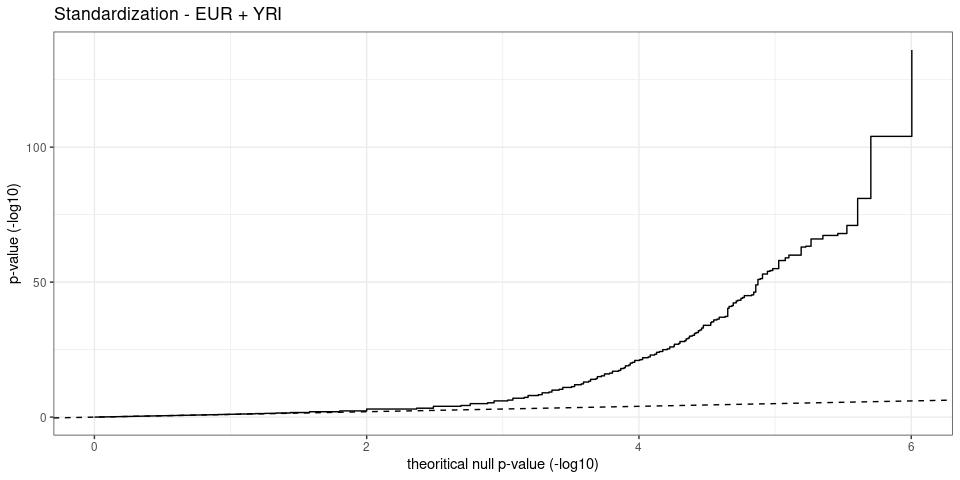 Standardization - EUR + YRI
p-value (-log10)
100
50
0
0 2 4 6
theoritical null p-value (-log10)